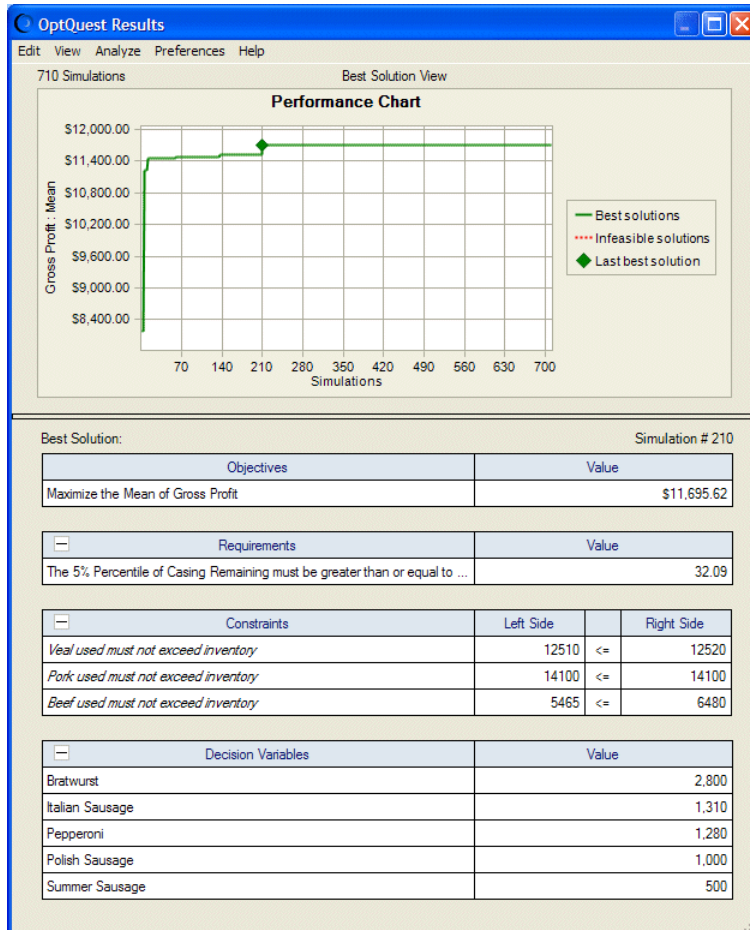 OptQuest Results
Edit View Analyze Preferences Help
710 Simulations Best Solution View
Performance Chart
$12,000.00
$11,400.00
$10,800.00
$10,200.00
$9,600.00
$9,000.00
$8,400.00
Gross Profit : Mean
70 140 210 280 350 420 490 560 630 700
Simulations
Best solutions
Infeasible solutions
Last best solution
Best Solution: Simulation # 210
Objectives Value
Maximize the Mean of Gross Profit $11,695.62
Requirements Value
The 5% Percentile of Casing Remaining must be greater than or equal to ... 32.09
Constraints Left Side Right Side
Veal used must not exceed inventory 12510 <= 12520
Pork used must not exceed inventory 14100 <= 14100
Beef used must not exceed inventory 5465 <= 6480
Decision Variables Value
Bratwurst 2,800
Italian Sausage 1,310
Pepperoni 1,280
Polish Sausage 1,000
Summer Sausage 500